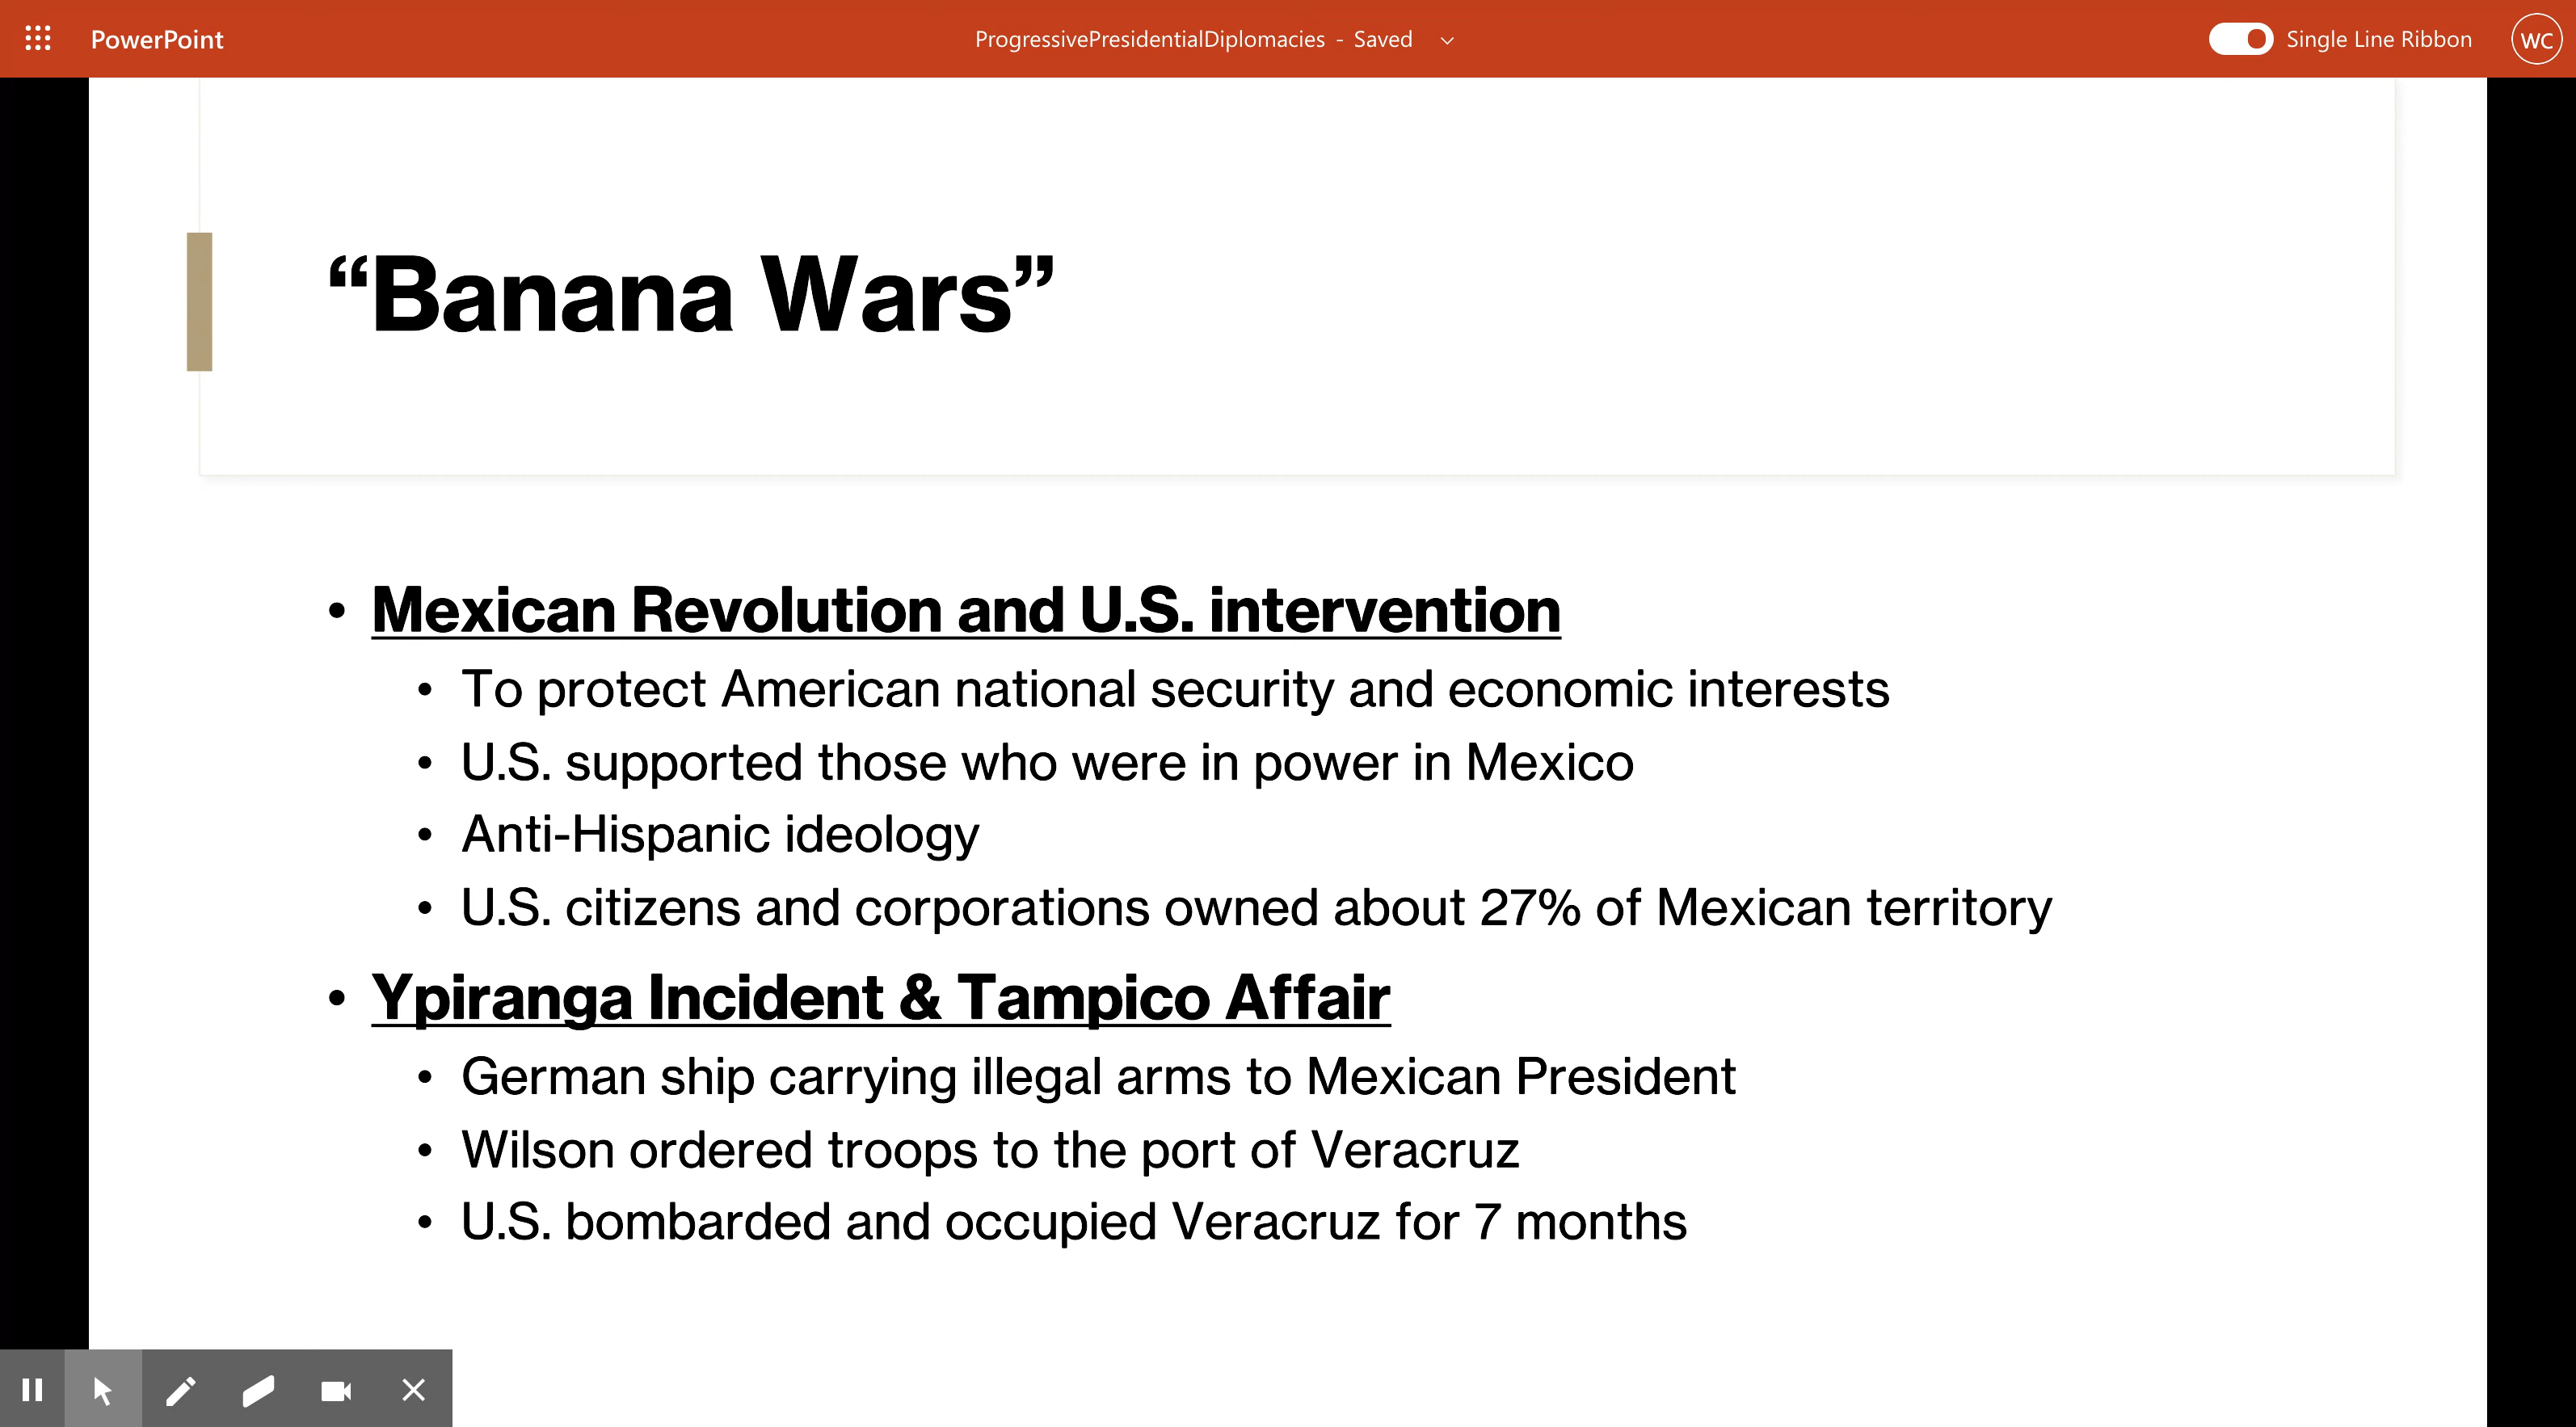 PowerPoint
ProgressivePresidentialDiplomacies - Saved
Single Line Ribbon
WC
“Banana Wars”
• Mexican Revolution and U.S. intervention
• To protect American national security and economic interests
• U.S. supported those who were in power in Mexico
• Anti-Hispanic ideology
• U.S. citizens and corporations owned about 27% of Mexican territory
• Ypiranga Incident & Tampico Affair
• German ship carrying illegal arms to Mexican President
• Wilson ordered troops to the port of Veracruz
• U.S. bombarded and occupied Veracruz for 7 months